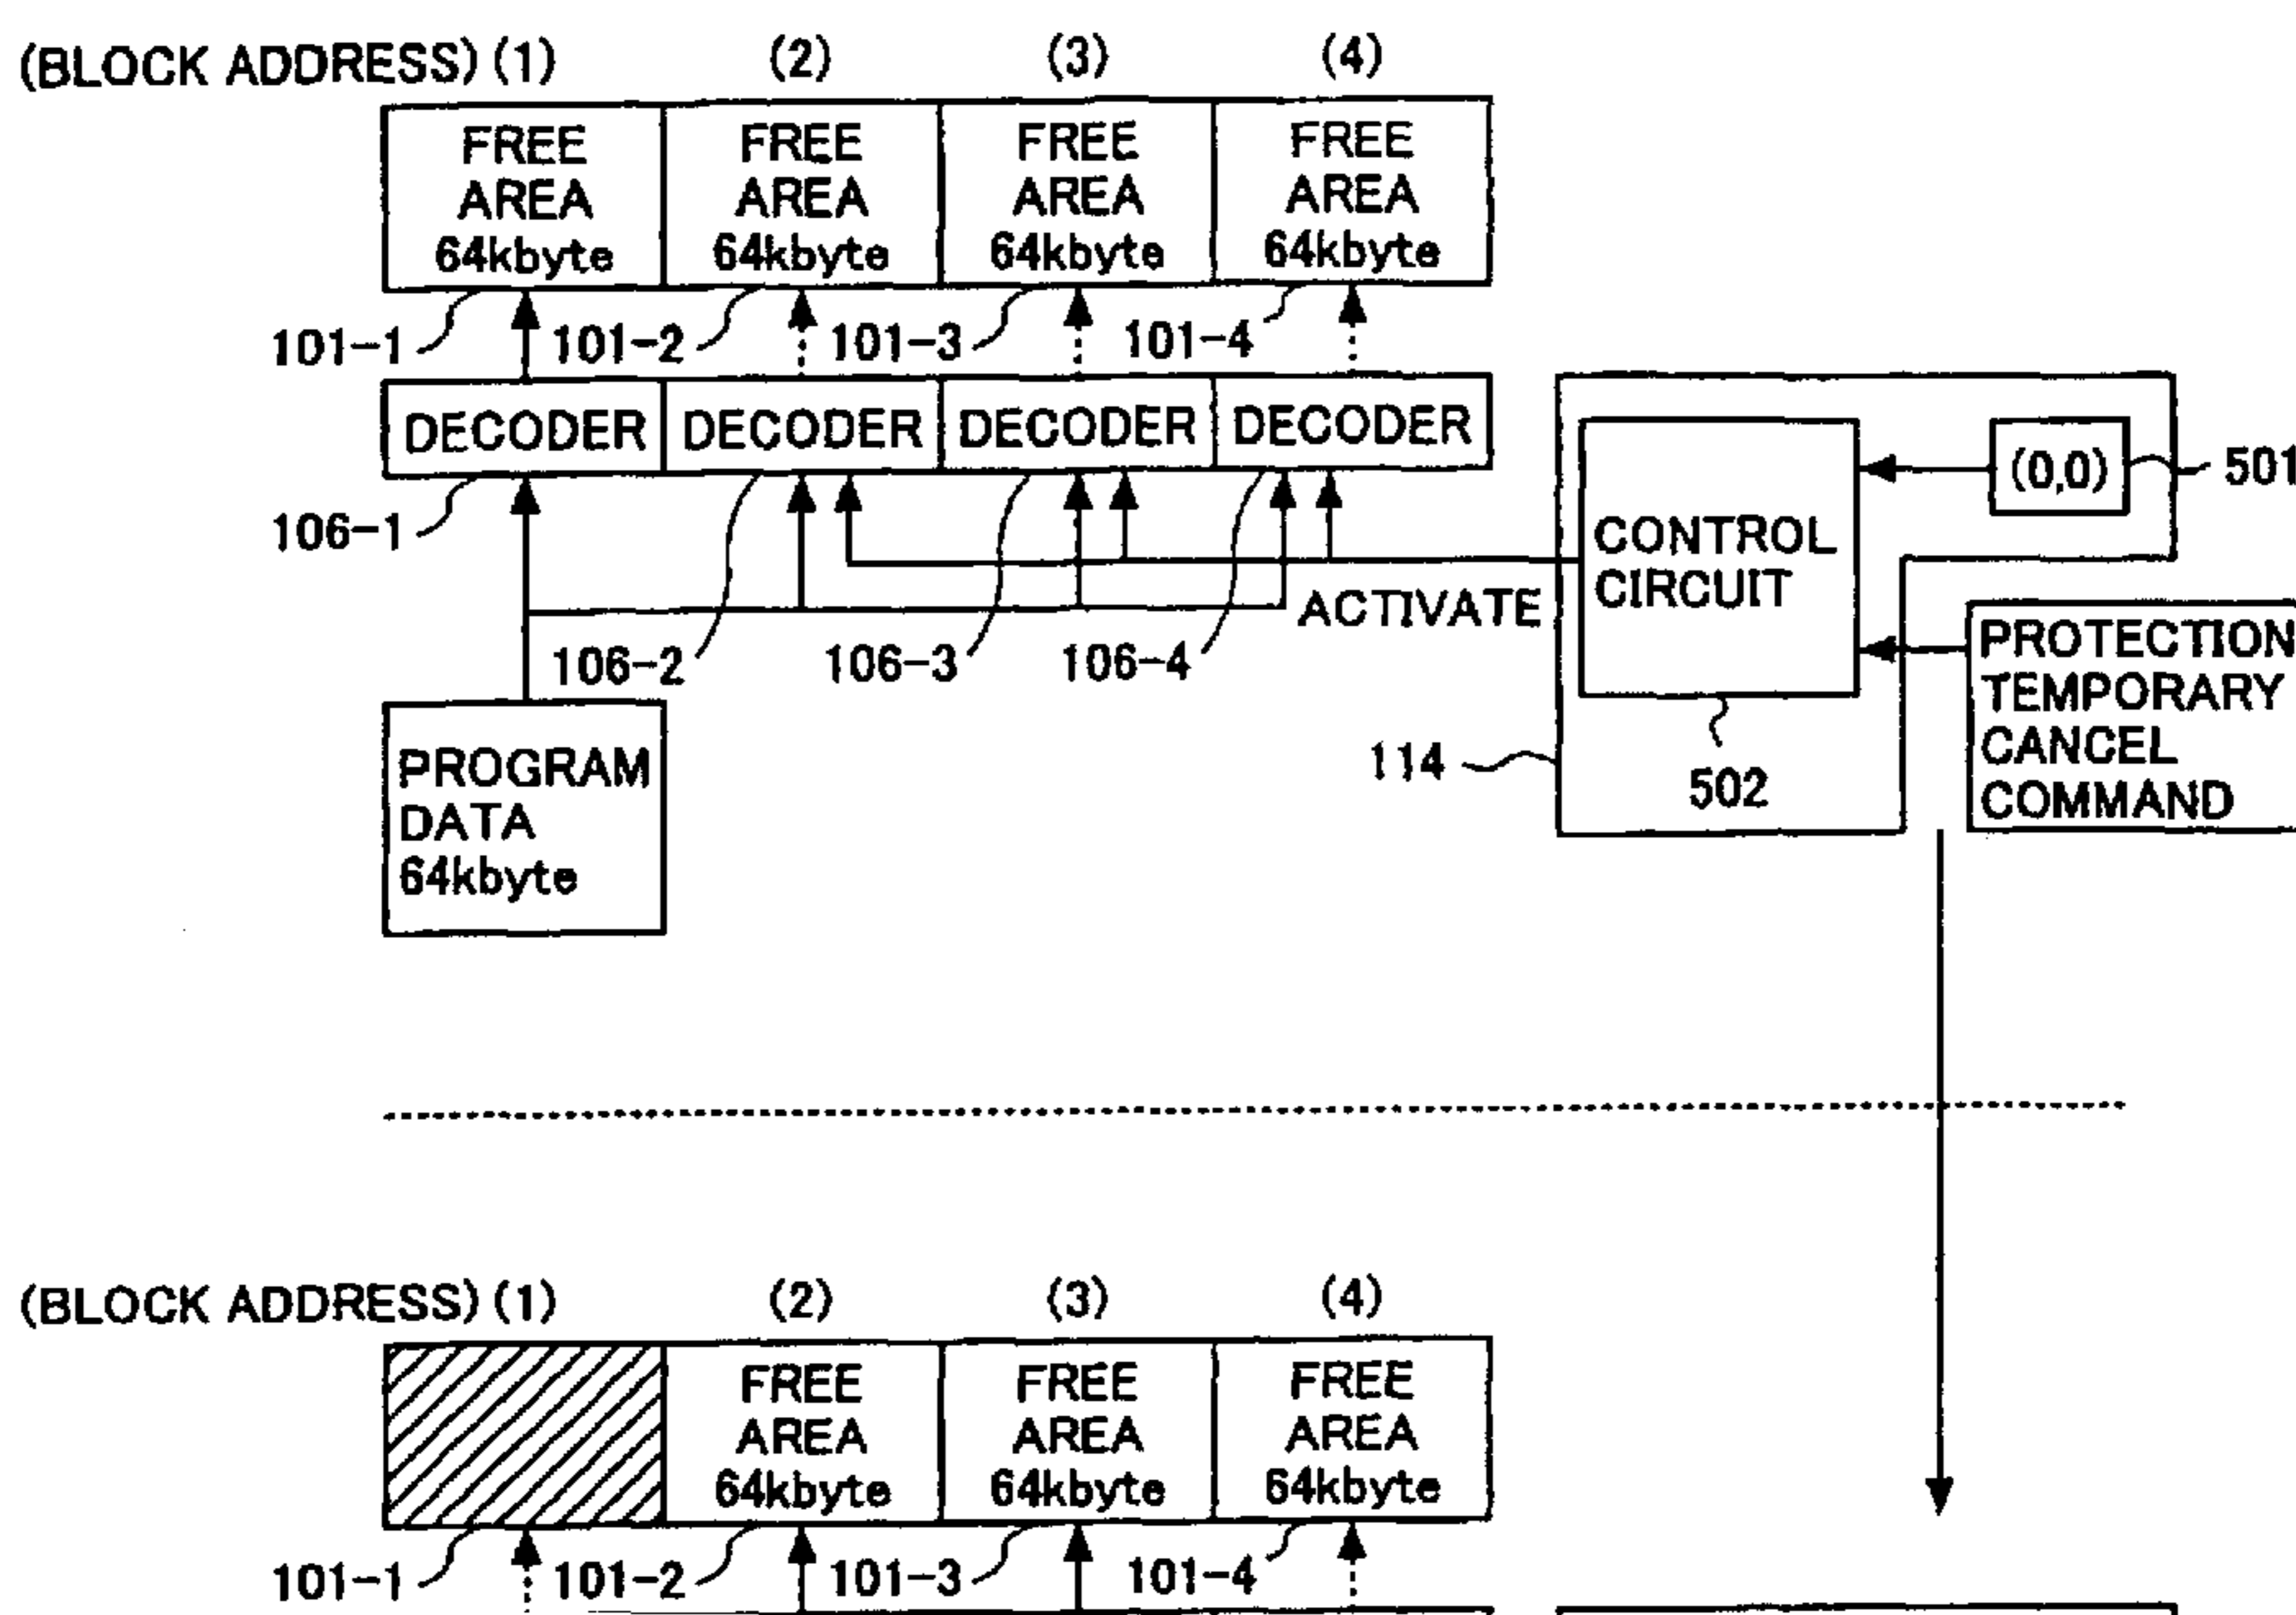 (BLOCK ADDRESS) (1) (2) (3) (4)
FREE AREA 64kbyte
FREE AREA 64kbyte
FREE AREA 64kbyte
FREE AREA 64kbyte
101-1 101-2 101-3 101-4
DECODER DECODER DECODER DECODER
(0,0) 501
106-1
CONTROL
CIRCUIT
ACTIVATE
106-2 106-3 106-4
PROTECTION
TEMPORARY
CANCEL
COMMAND
PROGRAM
DATA
64kbyte
114
502
(BLOCK ADDRESS) (1) (2) (3) (4)
FREE AREA 64kbyte
FREE AREA 64kbyte
FREE AREA 64kbyte
101-1 101-2 101-3 101-4